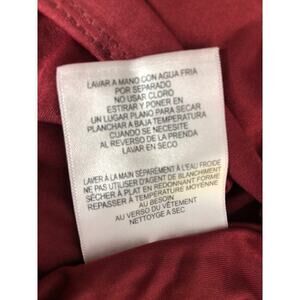 LAVAR A MANO CON AGUA FRIA
POR SEPARADO
NO USAR CLORO
ESTIRAR Y PONER EN
UN LUGAR PLANO PARA SECAR
PLANCHAR A BAJA TEMPERATURA
CUANDO SE NECESITE
AL REVERSO DE LA PRENDA
LAVAR EN SECO
LAVER À LA MAIN SÉPARÉMENT À L'EAU FROIDE
NE PAS UTILISER D'AGENT DE BLANCHIMENT
SÉCHER À PLAT EN REDONNANT FORME
REPASSER À TEMPÉRATURE MOYENNE
AU BESOIN
AU VERSO DU VÊTEMENT
NETTOYGE A SEC